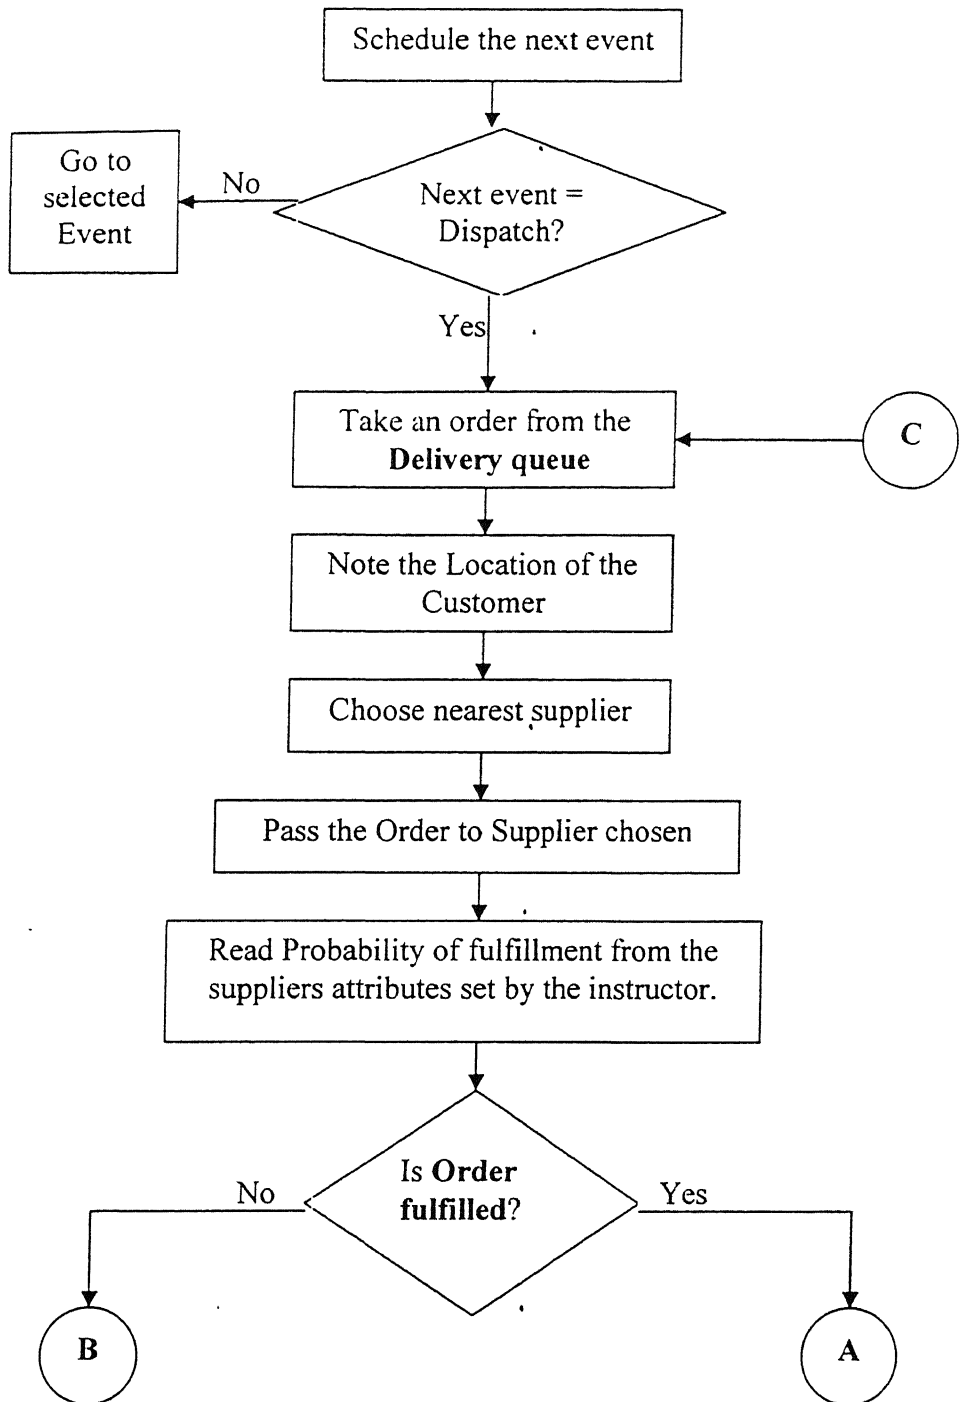 Schedule the next event
Go to
selected
Event
No
Next event =
Dispatch?
Yes
Take an order from the
Delivery queue
C
Note the Location of the
Customer
Choose nearest supplier
Pass the Order to Supplier chosen
Read Probability of fulfillment from the
suppliers attributes set by the instructor.
Is Order
fulfilled?
No
Yes
B
A